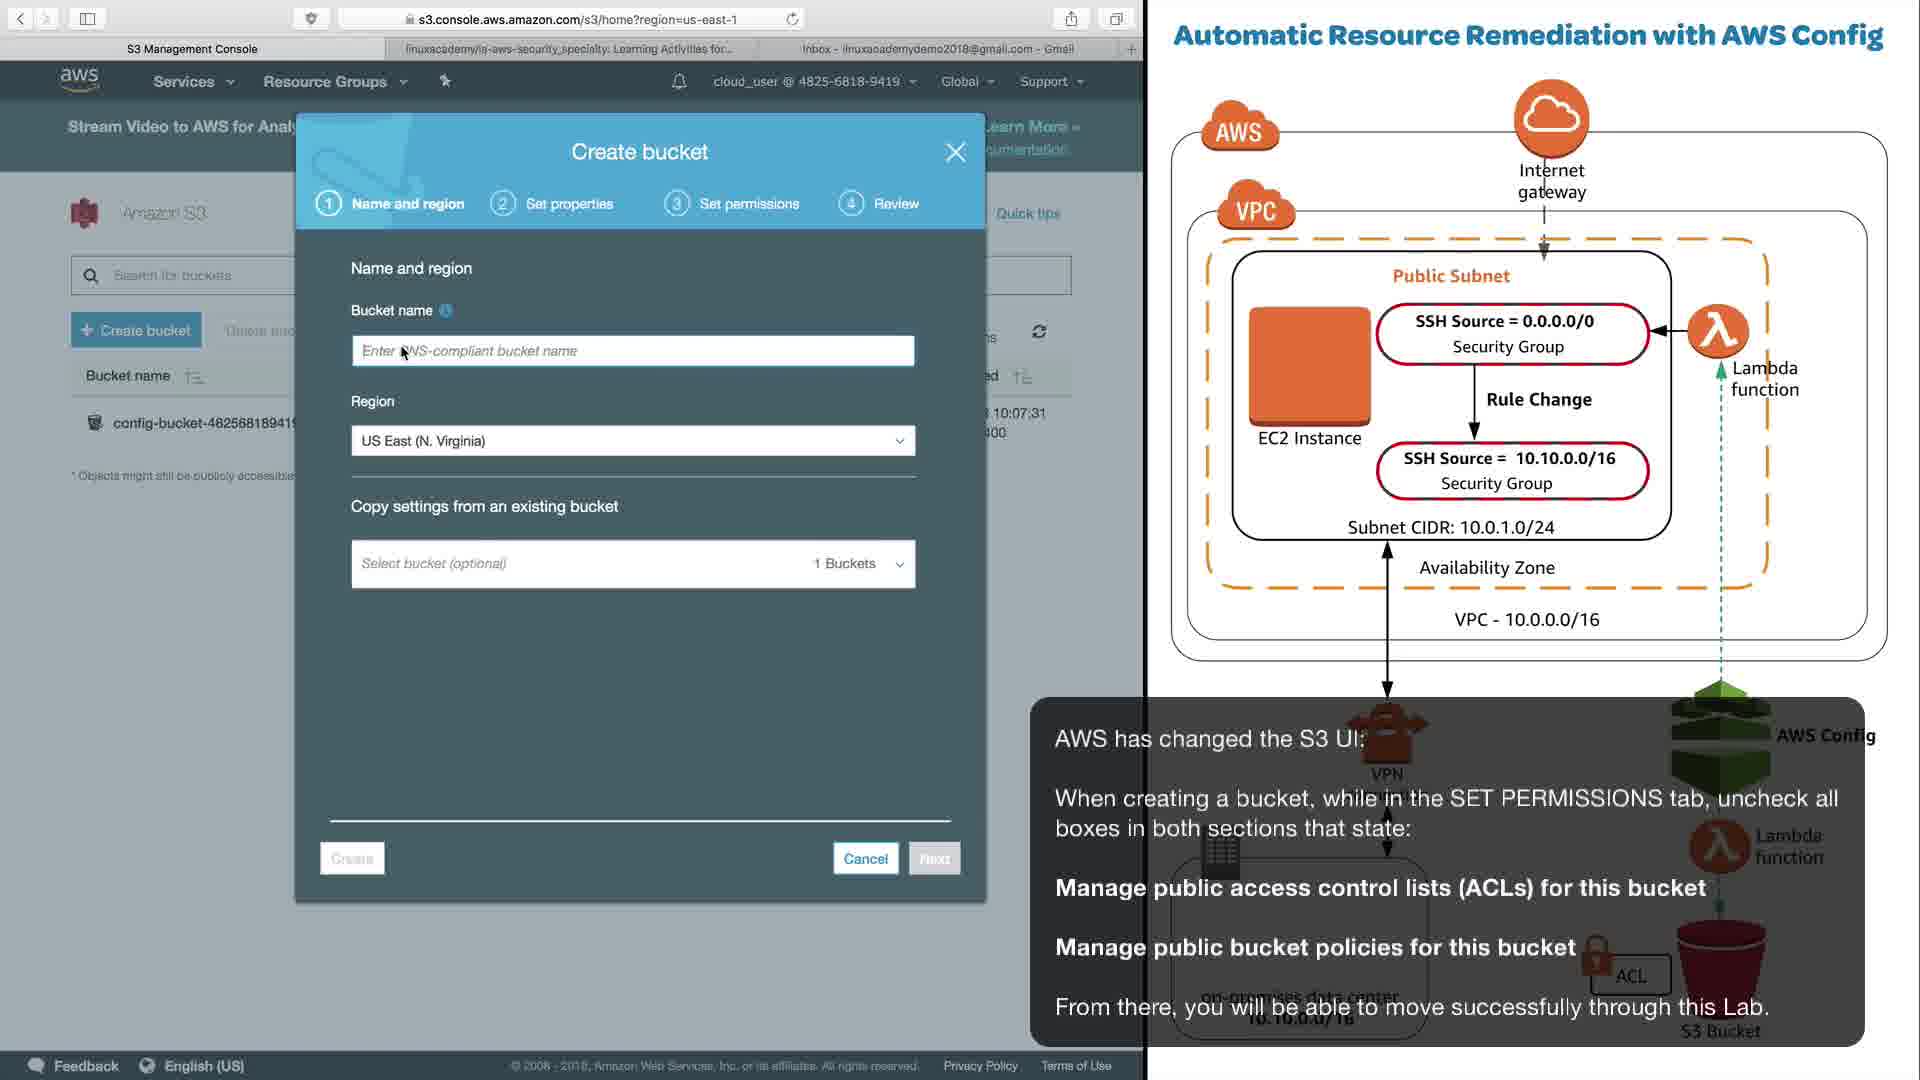 s3.console.aws.amazon.com/s3/home?region=us-east-1
S3 Management Console
linuxacademy/la-aws-security_specialty: Learning Activities for...
Inbox - linuxacademydemo2018@gmail.com - Gmail
aws
Services
Resource Groups
cloud_user @ 4825-6818-9419
Global
Support
Stream Video to AWS for Analy
Learn More »
Documentation
Create bucket
1 Name and region
2 Set properties
3 Set permissions
4 Review
Amazon S3
Quick tips
Search for buckets
+ Create bucket
Bucket name
config-bucket-48256818941
10:07:31
400
* Objects might still be publicly accessible
Name and region
Bucket name
Enter DNS-compliant bucket name
Region
US East (N. Virginia)
Copy settings from an existing bucket
Select bucket (optional)
1 Buckets
Create
Cancel
Next
Feedback
English (US)
© 2008 - 2018, Amazon Web Services, Inc. or its affiliates. All rights reserved.
Privacy Policy
Terms of Use
Automatic Resource Remediation with AWS Config
AWS
Internet
gateway
VPC
Public Subnet
SSH Source = 0.0.0.0/0
Security Group
Lambda
function
Rule Change
EC2 Instance
SSH Source = 10.10.0.0/16
Security Group
Subnet CIDR: 10.0.1.0/24
Availability Zone
VPC - 10.0.0.0/16
AWS Config
VPN
Lambda
function
ACL
on-premises data center
10.10.0.0/16
S3 Bucket
AWS has changed the S3 UI:
When creating a bucket, while in the SET PERMISSIONS tab, uncheck all
boxes in both sections that state:
Manage public access control lists (ACLs) for this bucket
Manage public bucket policies for this bucket
From there, you will be able to move successfully through this Lab.